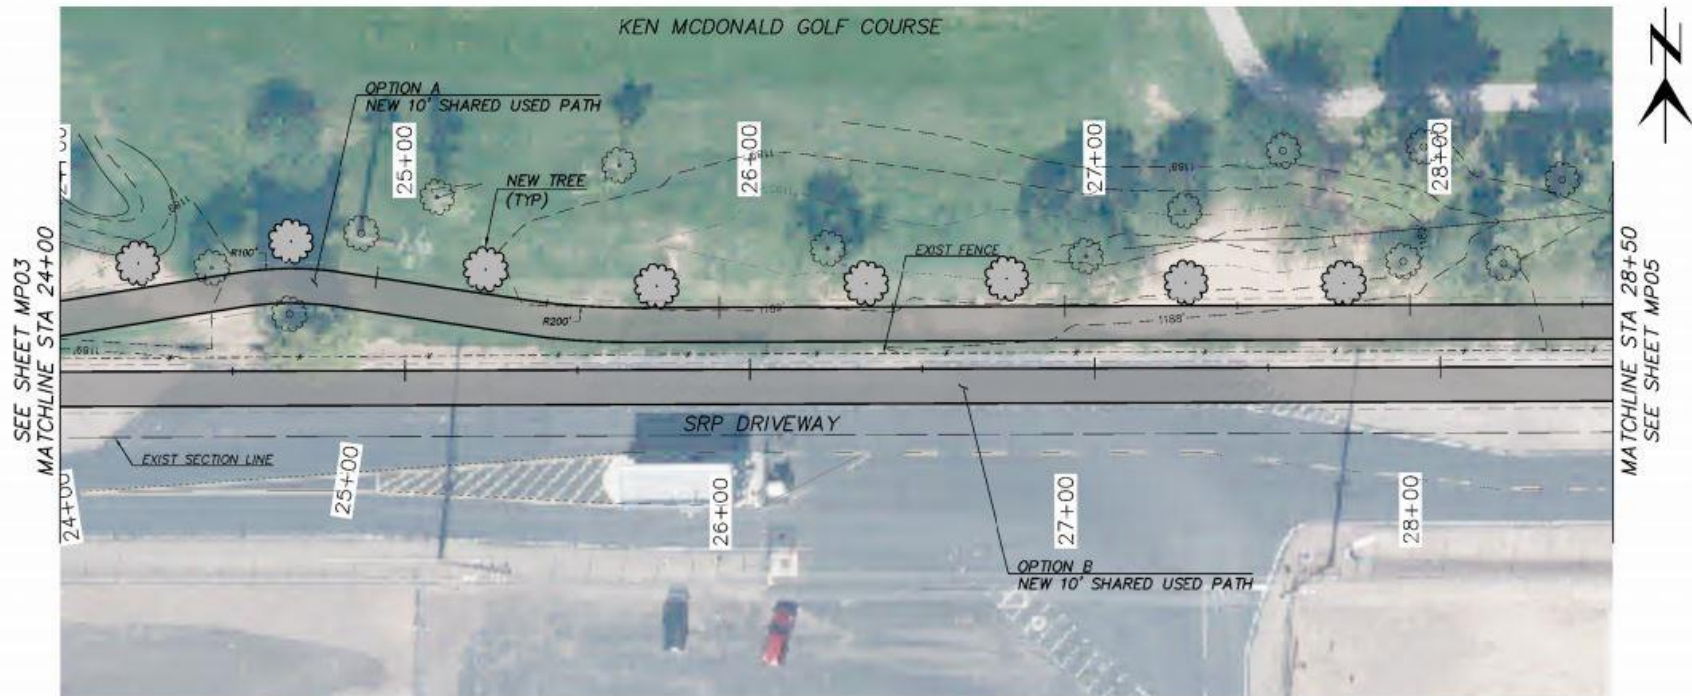 KEN MCDONALD GOLF COURSE
N
OPTION A
NEW 10' SHARED USED PATH
25+00
26+00
27+00
28+00
NEW TREE
(TYP)
1189'
R100'
EXIST FENCE
SEE SHEET MP03
MATCHLINE STA 24+00
MATCHLINE STA 28+50
SEE SHEET MP05
R200'
1188'
1189'
SRP DRIVEWAY
EXIST SECTION LINE
24+00
25+00
26+00
27+00
28+00
OPTION B
NEW 10' SHARED USED PATH